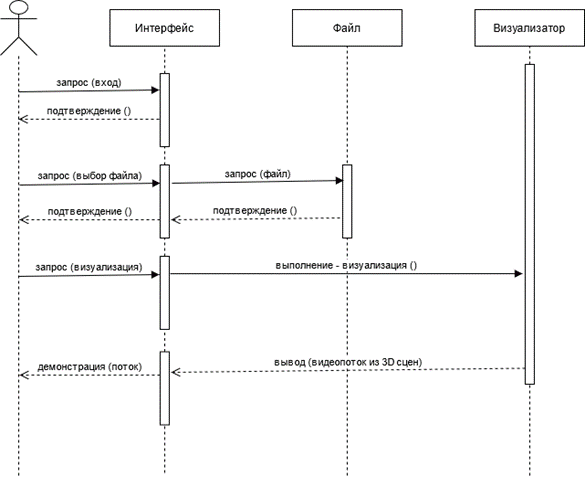 Интерфейс
Файл
Визуализатор
запрос (вход)
подтверждение ()
запрос (выбор файла)
запрос (файл)
подтверждение ()
подтверждение ()
запрос (визуализация)
выполнение - визуализация ()
демонстрация (поток)
вывод (видеопоток из 3D сцен)